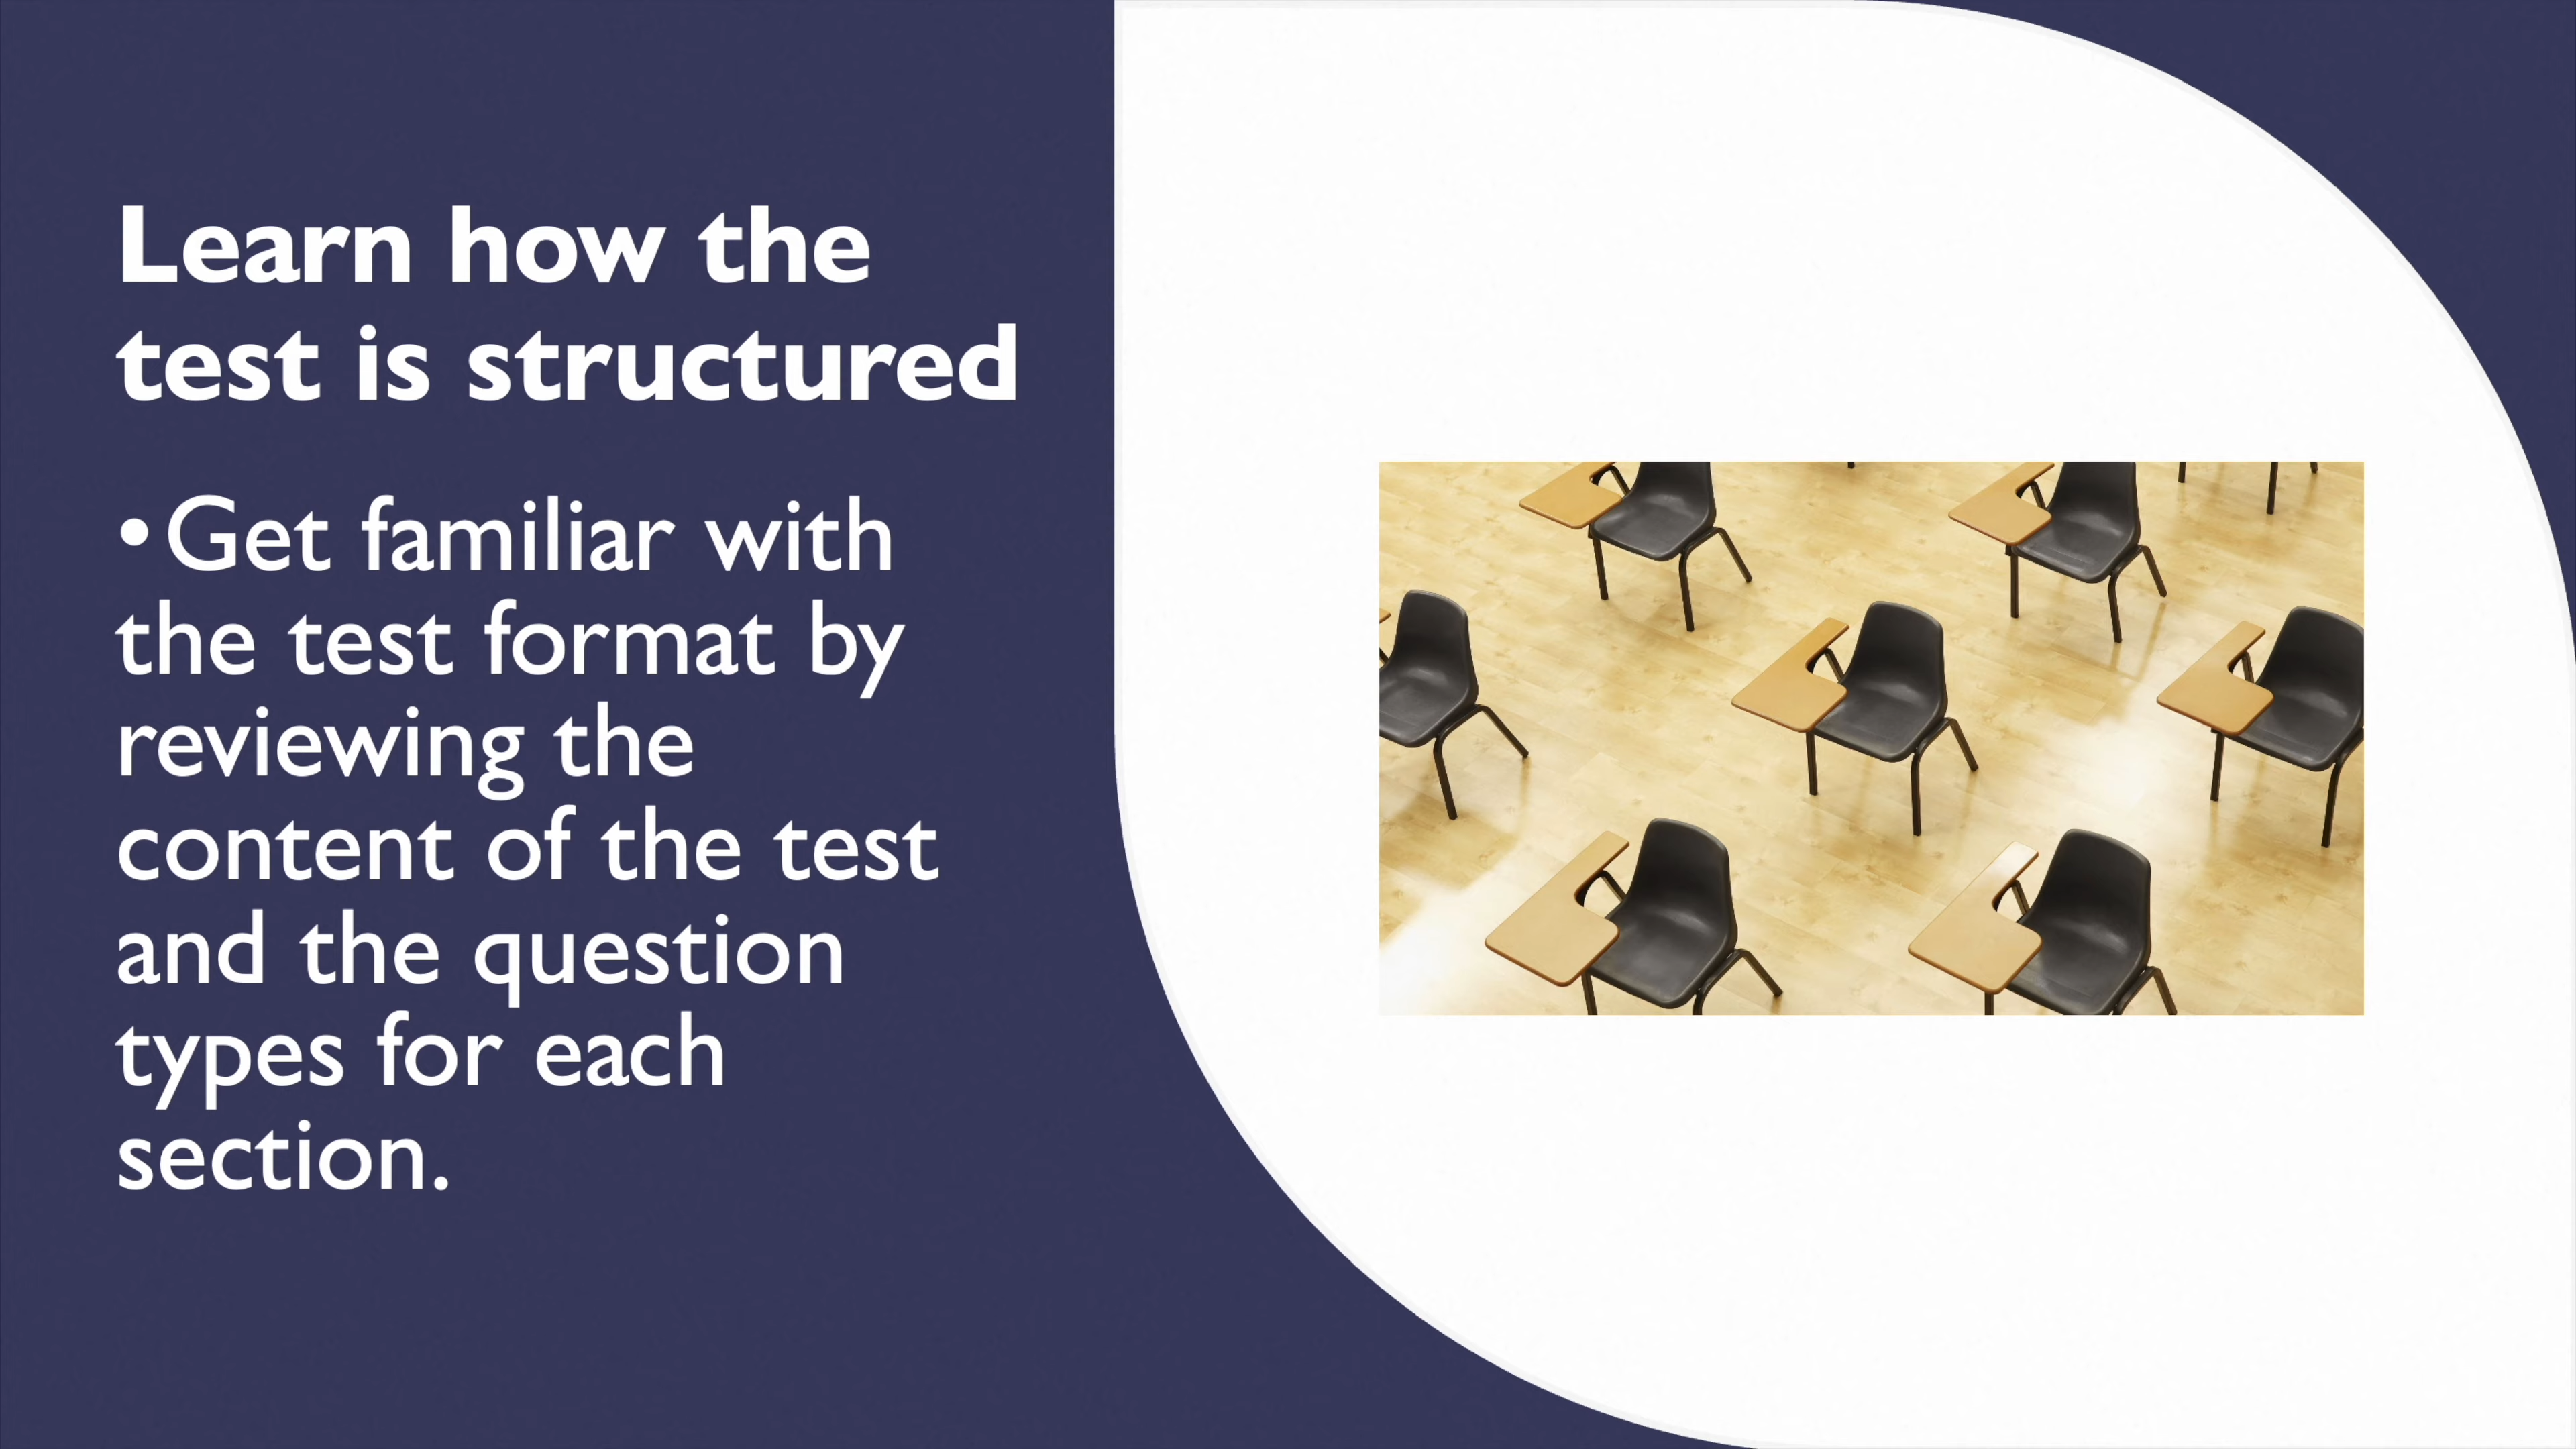 Learn how the
test is structured
•Get familiar with
the test format by
reviewing the
content of the test
and the question
types for each
section.